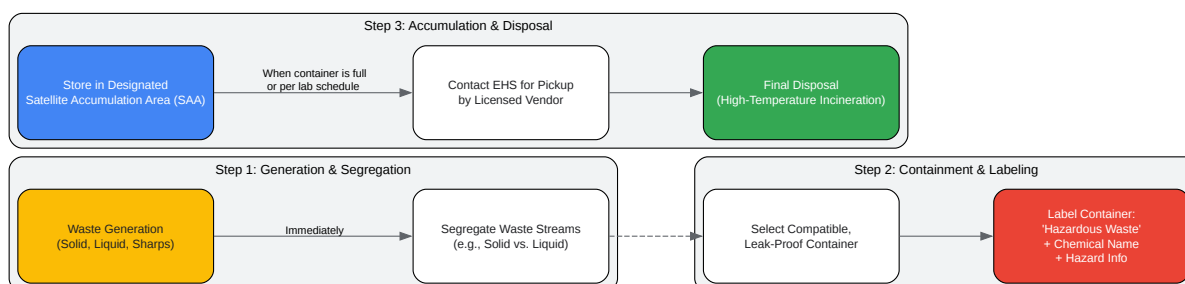 Step 3: Accumulation & Disposal
Store in Designated
Satellite Accumulation Area (SAA)
When container is full
or per lab schedule
Contact EHS for Pickup
by Licensed Vendor
Final Disposal
(High-Temperature Incineration)
Step 1: Generation & Segregation
Waste Generation
(Solid, Liquid, Sharps)
Immediately
Segregate Waste Streams
(e.g., Solid vs. Liquid)
Step 2: Containment & Labeling
Select Compatible,
Leak-Proof Container
Label Container:
'Hazardous Waste'
+ Chemical Name
+ Hazard Info